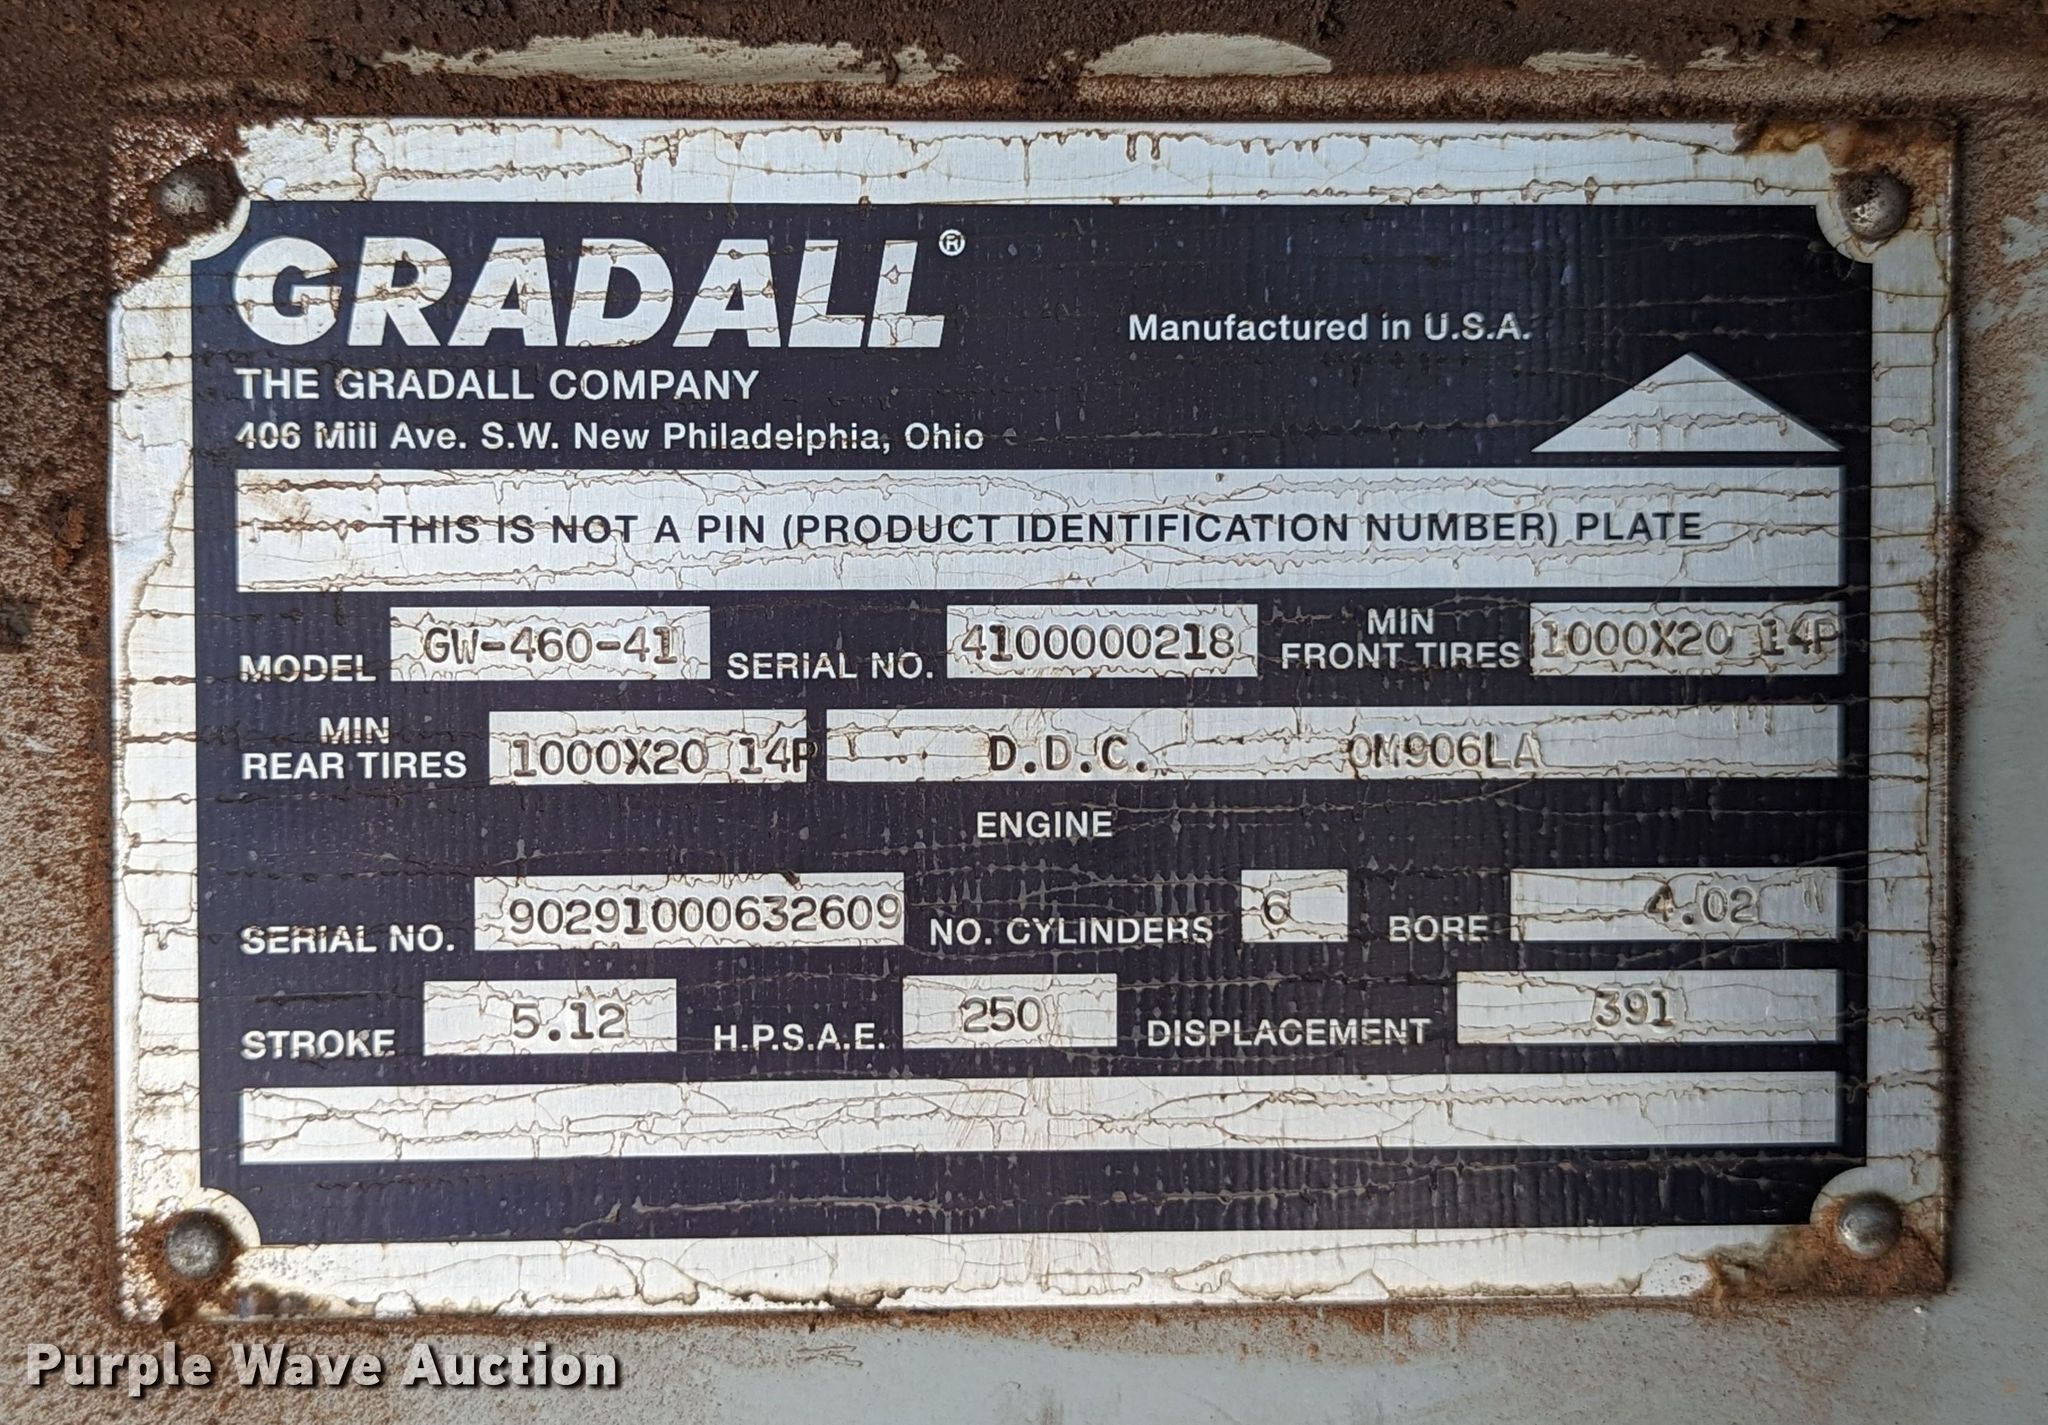 GRADALL®
Manufactured in U.S.A.
THE GRADALL COMPANY
406 Mill Ave. S.W. New Philadelphia, Ohio
THIS IS NOT A PIN (PRODUCT IDENTIFICATION NUMBER) PLATE
MODEL GW-460-41 SERIAL NO. 4100000218 MIN FRONT TIRES 1000X20 14P
MIN REAR TIRES 1000X20 14P D.D.C. OM906LA
ENGINE
SERIAL NO. 90291000632609 NO. CYLINDERS 6 BORE 4.02
STROKE 5.12 H.P.S.A.E. 250 DISPLACEMENT 391
Purple Wave Auction